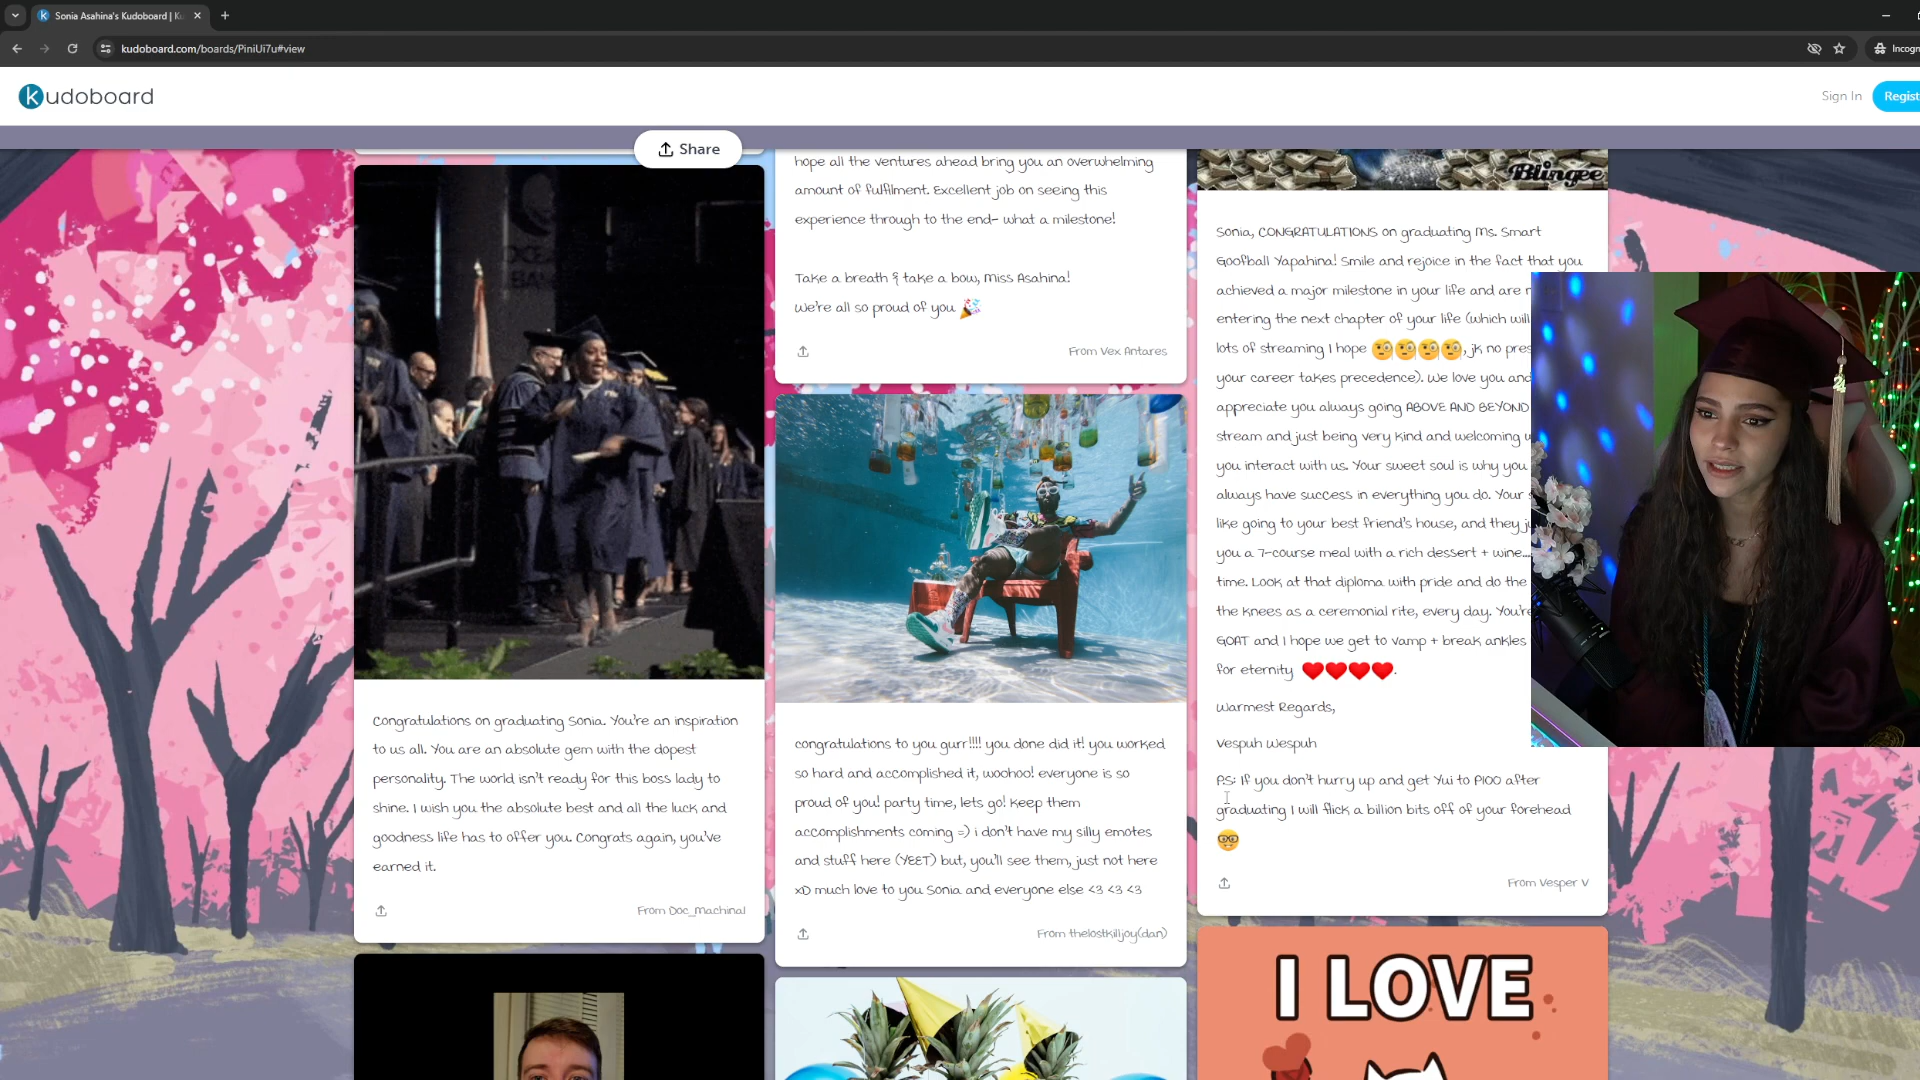 Sonia Asahina's Kudoboard | Ku
kudoboard.com/boards/PiniUi7u#view
Incogn
kudoboard
Sign In
Regist
Share
Congratulations on graduating Sonia. You're an inspiration
to us all. You are an absolute gem with the dopest
personality. The world isn't ready for this boss lady to
shine. I wish you the absolute best and all the luck and
goodness life has to offer you. Congrats again, you've
earned it.
From Doc_Machinal
hope all the ventures ahead bring you an overwhelming
amount of fulfilment. Excellent job on seeing this
experience through to the end- what a milestone!
Take a breath & take a bow, Miss Asahina!
We're all so proud of you 🎉
From Vex Antares
congratulations to you gurr!!!! you done did it! you worked
so hard and accomplished it, woohoo! everyone is so
proud of you! party time, lets go! keep them
accomplishments coming =) i don't have my silly emotes
and stuff here (YEET) but, you'll see them, just not here
xD much love to you Sonia and everyone else <3 <3 <3
From thelostkilljoy(dan)
Blingee
Sonia, CONGRATULATIONS on graduating Ms. Smart
Goofball Yapahina! Smile and rejoice in the fact that you
achieved a major milestone in your life and are
entering the next chapter of your life (which will
lots of streaming I hope 🧐🧐🧐🧐, jk no pres
your career takes precedence). We love you and
appreciate you always going ABOVE AND BEYOND
stream and just being very kind and welcoming
you interact with us. Your sweet soul is why you
always have success in everything you do. Your
like going to your best friend's house, and they ju
you a 7-course meal with a rich dessert + wine...
time. Look at that diploma with pride and do the
the knees as a ceremonial rite, every day. You're
GOAT and I hope we get to vamp + break ankles
for eternity ❤️❤️❤️❤️.
Warmest Regards,
Vespuh Wespuh
P.S: If you don't hurry up and get Yui to P100 after
graduating I will flick a billion bits off of your forehead
🤓
From Vesper V
I LOVE